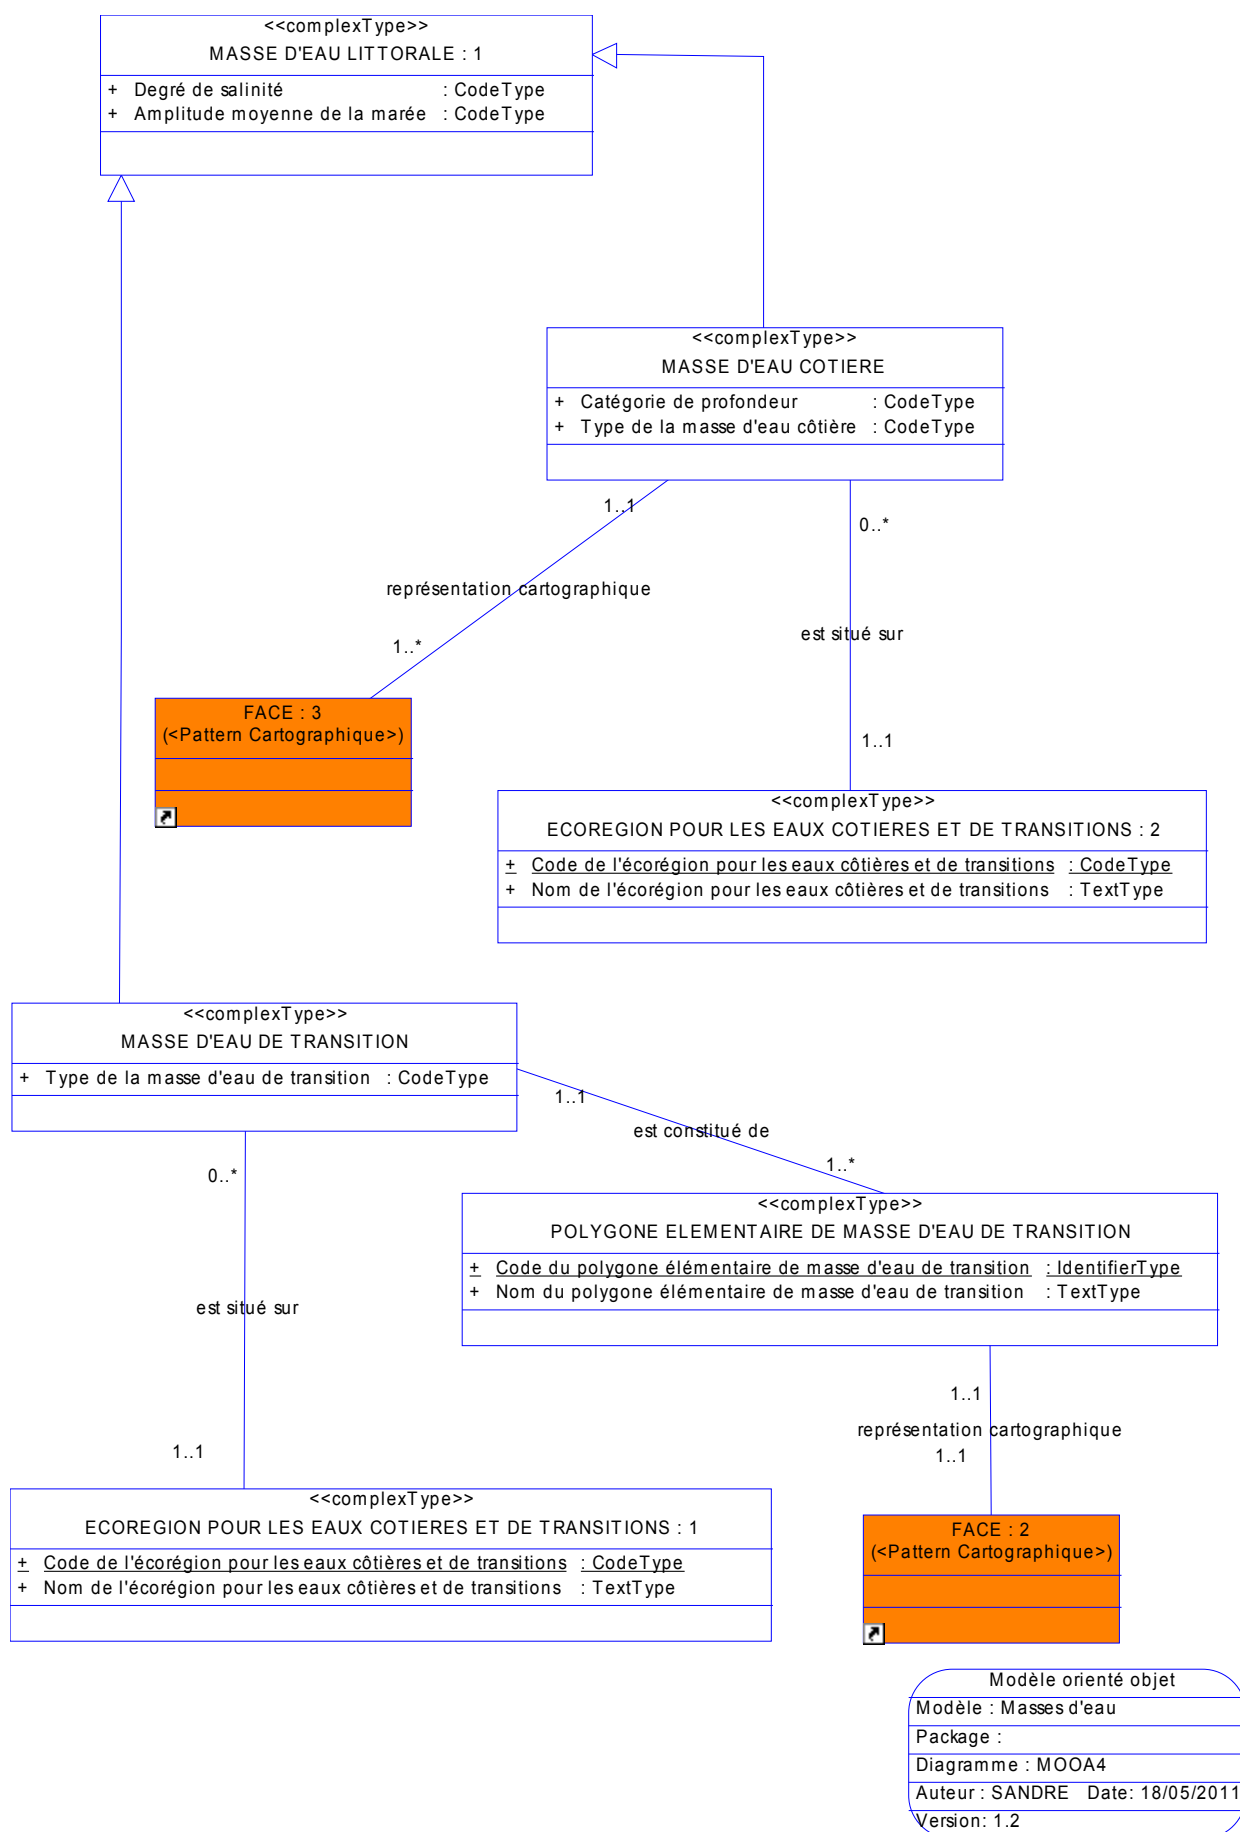 <<complexType>>
MASSE D'EAU LITTORALE : 1
+ Degré de salinité : CodeType
+ Amplitude moyenne de la marée : CodeType
<<complexType>>
MASSE D'EAU COTIERE
+ Catégorie de profondeur : CodeType
+ Type de la masse d'eau côtière : CodeType
1..1
0..*
représentation cartographique
est situé sur
1..*
1..1
FACE : 3
(<Pattern Cartographique>)
<<complexType>>
ECOREGION POUR LES EAUX COTIERES ET DE TRANSITIONS : 2
+ Code de l'écorégion pour les eaux côtières et de transitions : CodeType
+ Nom de l'écorégion pour les eaux côtières et de transitions : TextType
<<complexType>>
MASSE D'EAU DE TRANSITION
+ Type de la masse d'eau de transition : CodeType
1..1
est constitué de
1..*
0..*
<<complexType>>
POLYGONE ELEMENTAIRE DE MASSE D'EAU DE TRANSITION
+ Code du polygone élémentaire de masse d'eau de transition : IdentifierType
+ Nom du polygone élémentaire de masse d'eau de transition : TextType
est situé sur
1..1
1..1
représentation cartographique
1..1
<<complexType>>
ECOREGION POUR LES EAUX COTIERES ET DE TRANSITIONS : 1
+ Code de l'écorégion pour les eaux côtières et de transitions : CodeType
+ Nom de l'écorégion pour les eaux côtières et de transitions : TextType
FACE : 2
(<Pattern Cartographique>)
Modèle orienté objet
Modèle : Masses d'eau
Package :
Diagramme : MOOA4
Auteur : SANDRE Date: 18/05/2011
Version: 1.2